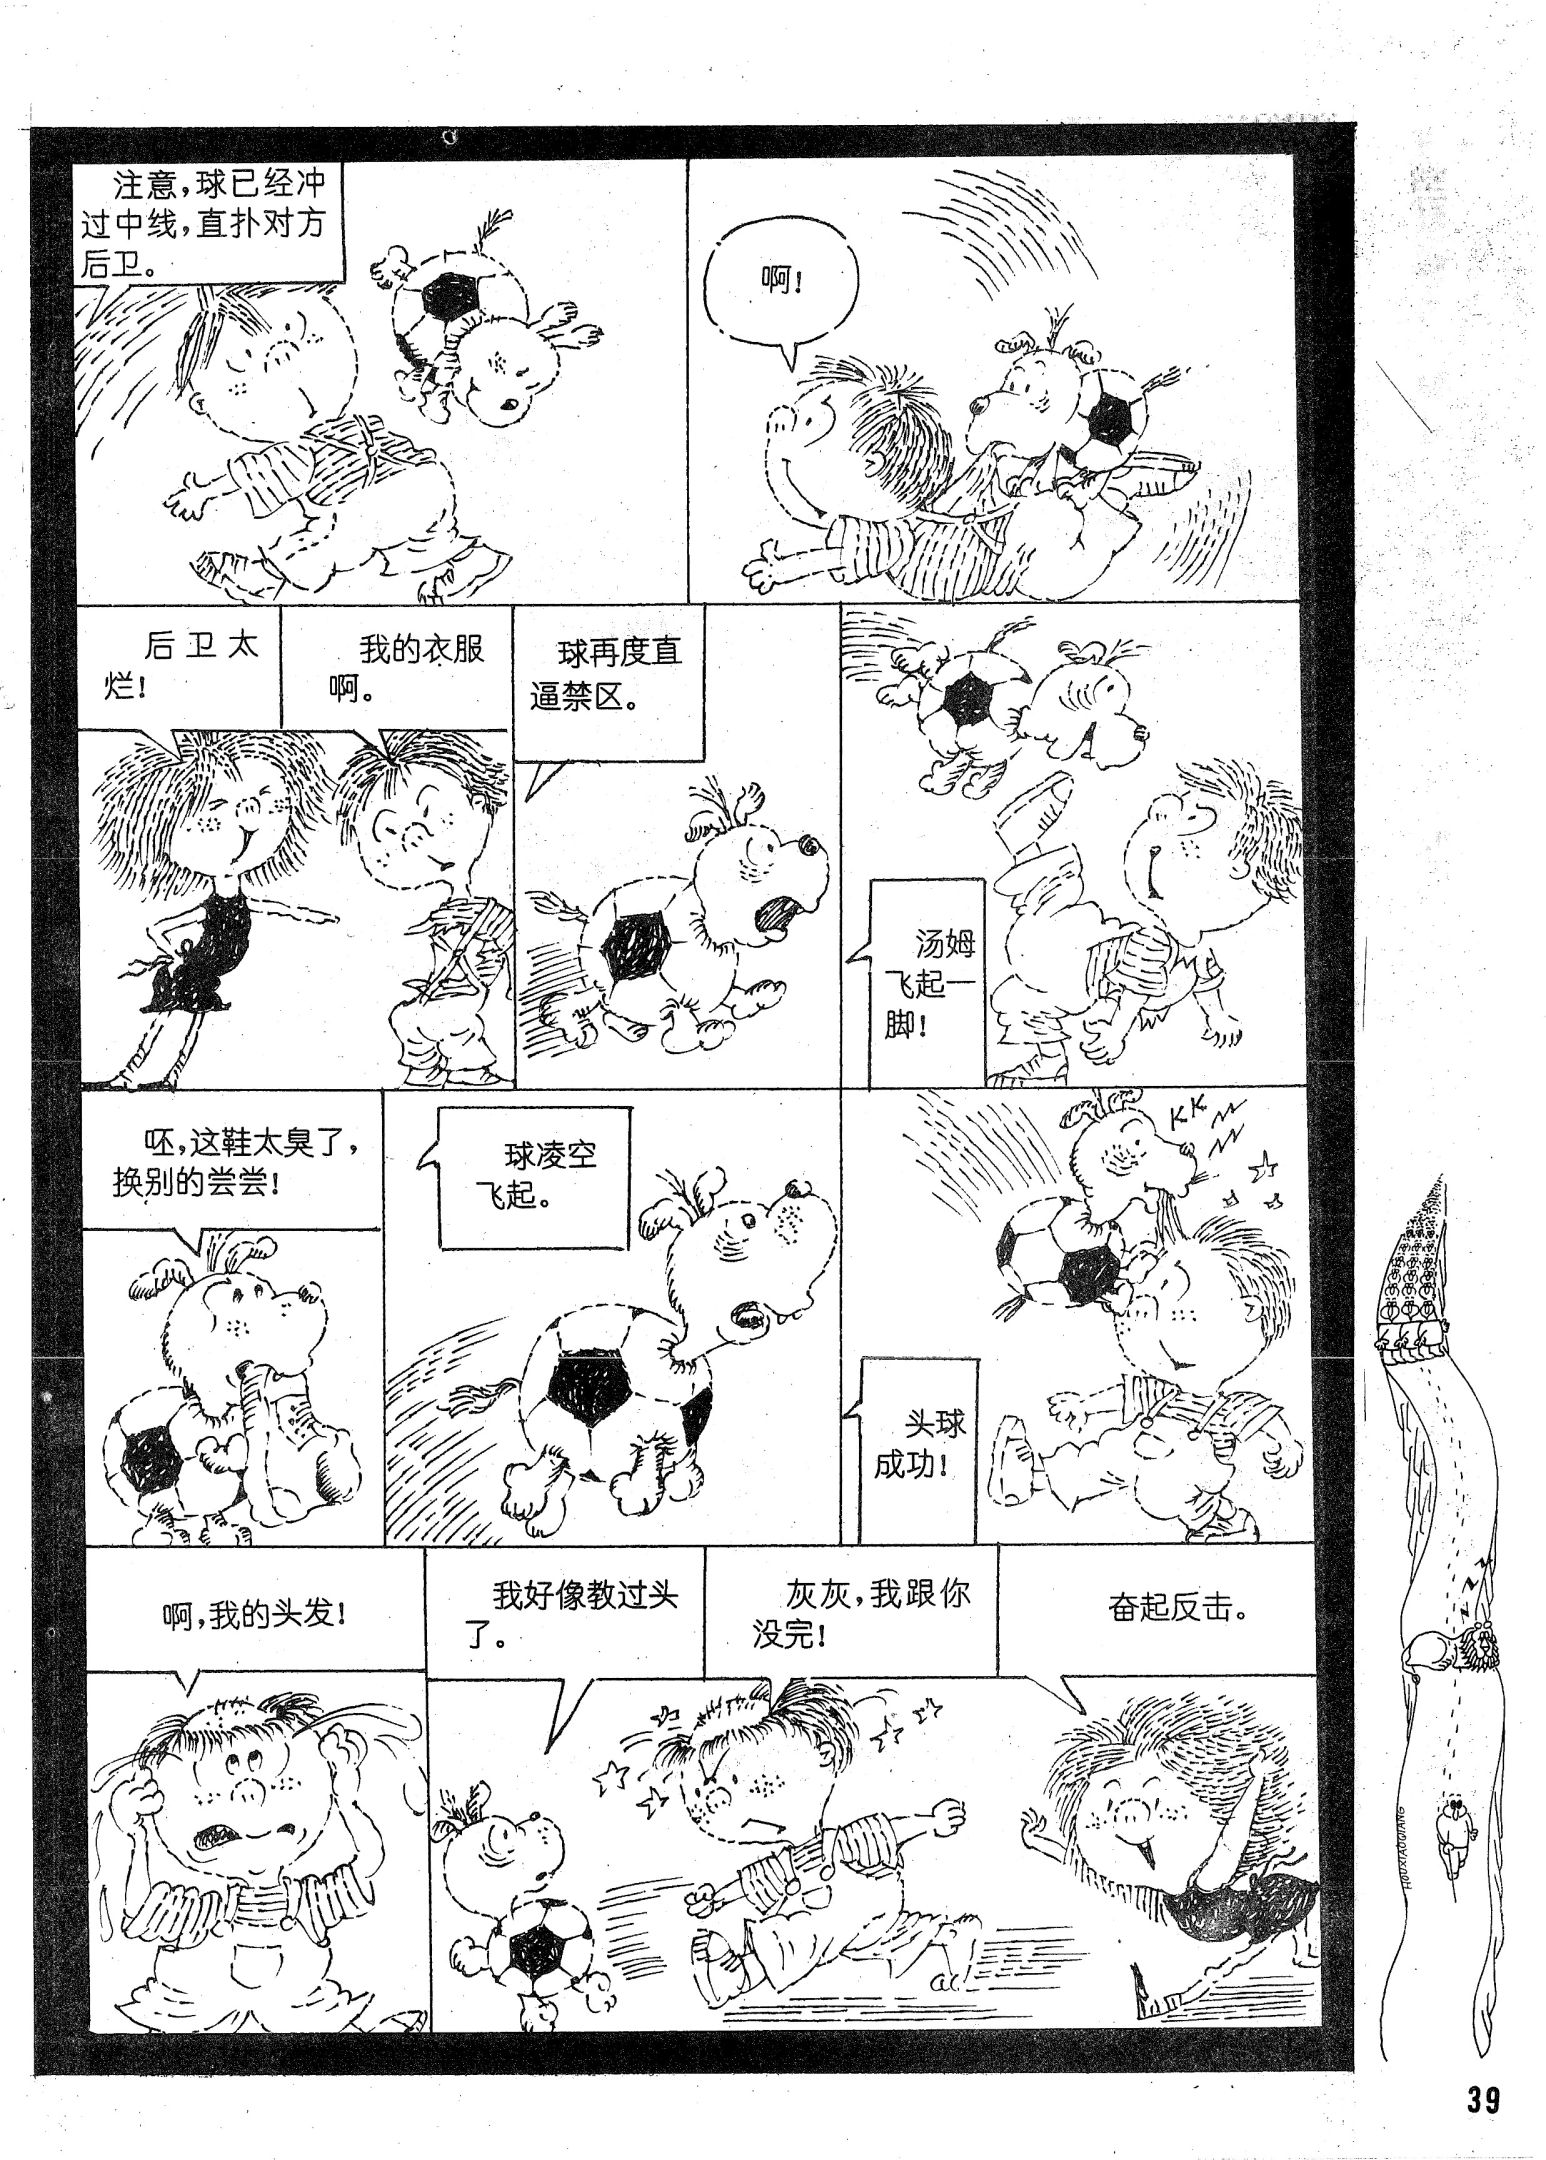 注意，球已经冲
过中线，直扑对方
后卫。
啊！
后卫太
烂！
我的衣服
啊。
球再度直
逼禁区。
汤姆
飞起一
脚！
呸，这鞋太臭了，
换别的尝尝！
球凌空
飞起。
KK
头球
成功！
啊，我的头发！
我好像教过头
了。
灰灰，我跟你
没完！
奋起反击。
HOUXIAOQIANG
39